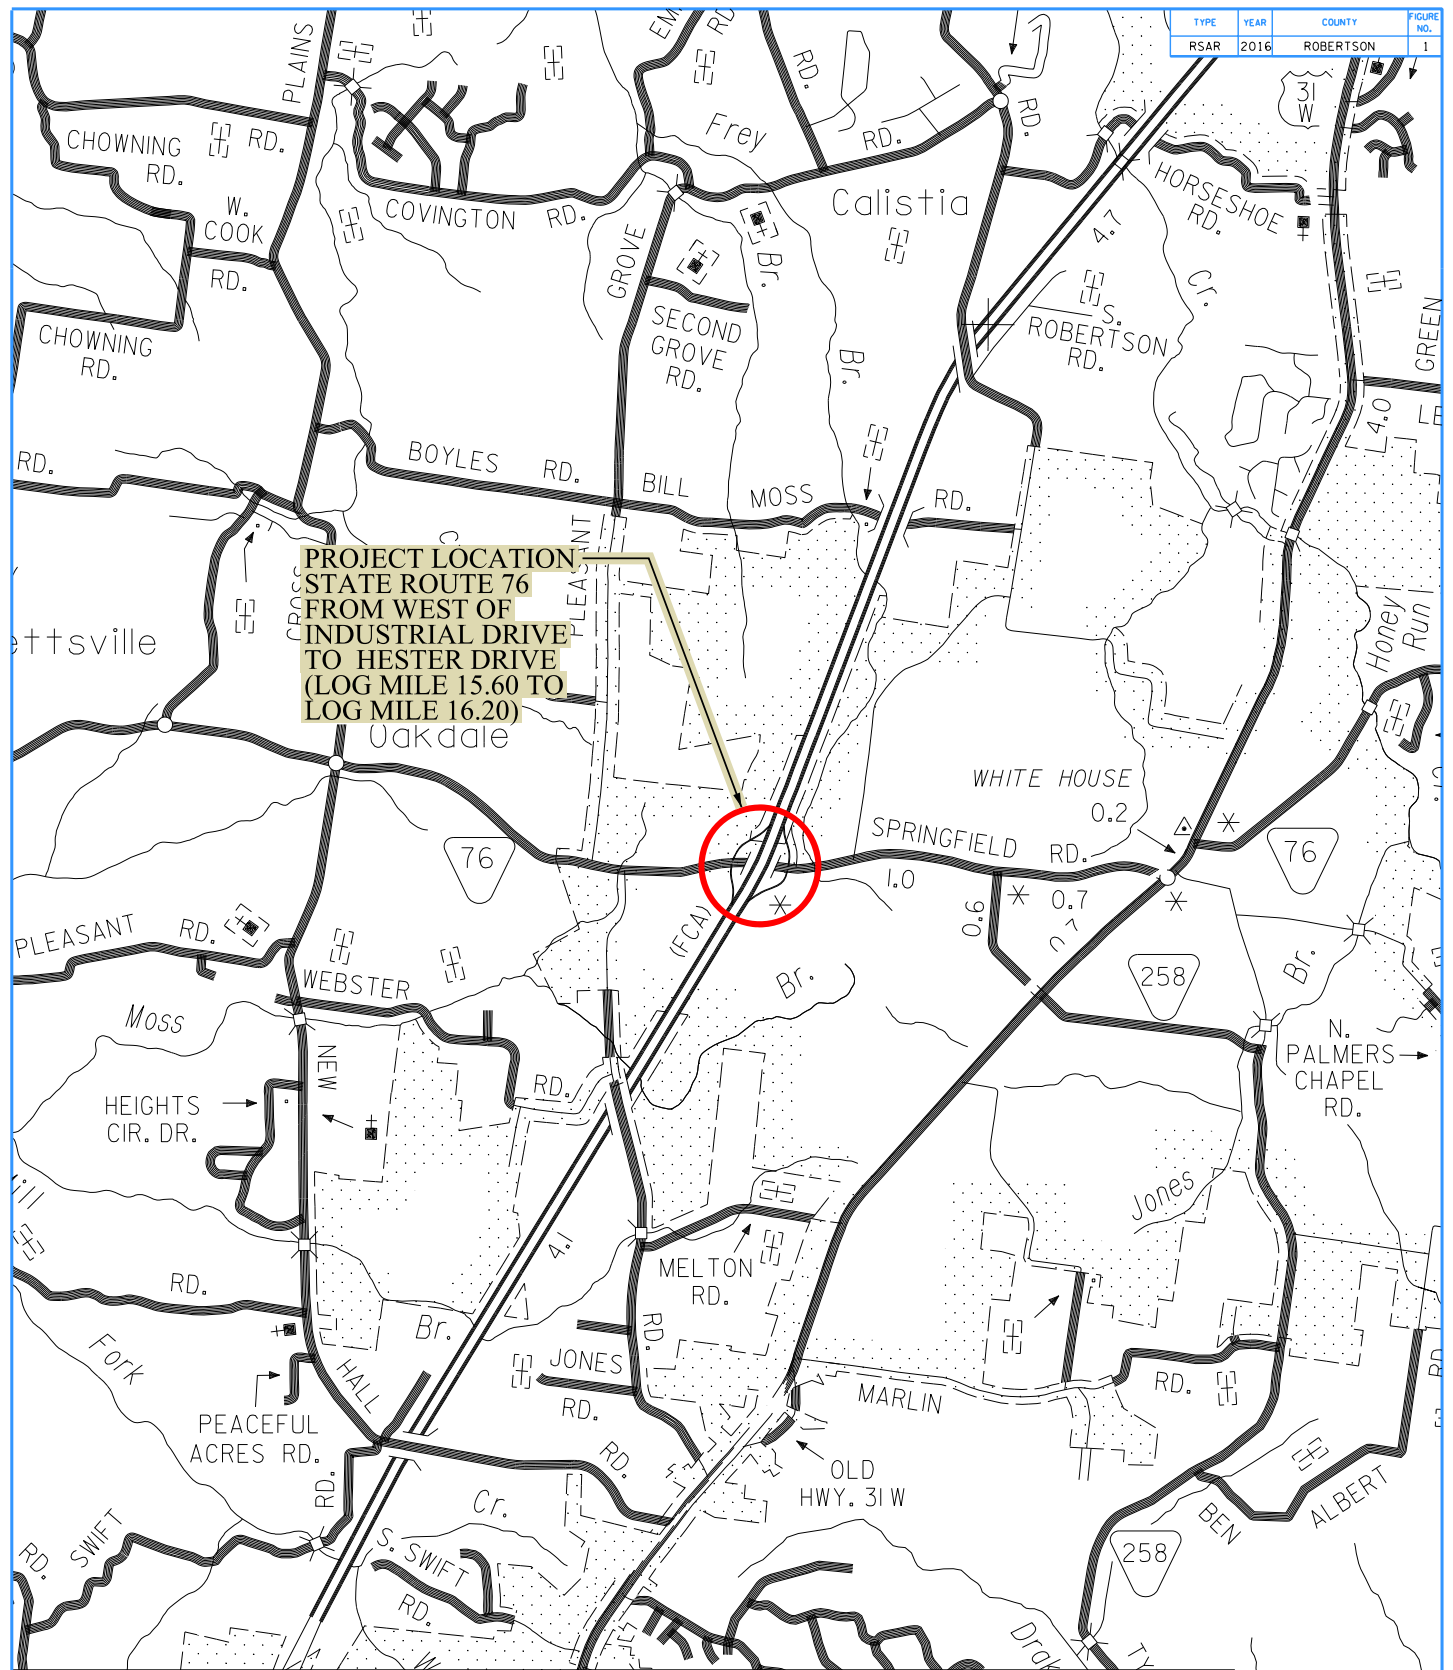 TYPE YEAR COUNTY FIGURE NO.
RSAR 2016 ROBERTSON 1
PLAINS
RD.
RD.
RD.
RD.
31
W
Frey
CHOWNING
RD.
RD.
W.
COOK
RD.
COVINGTON RD.
Calistia
HORSESHOE
RD.
4.7
Br.
Cr.
GROVE
SECOND
GROVE
RD.
S.
ROBERTSON
RD.
GREEN
CHOWNING
RD.
Br.
4.0
RD.
BOYLES RD.
BILL MOSS RD.
PLEASANT
CROSS
PROJECT LOCATION
STATE ROUTE 76
FROM WEST OF
INDUSTRIAL DRIVE
TO HESTER DRIVE
(LOG MILE 15.60 TO
LOG MILE 16.20)
ettsville
Honey
Run
Oakdale
WHITE HOUSE
0.2
76
SPRINGFIELD RD.
76
1.0
0.7
0.6
0.7
(FCA)
PLEASANT RD.
258
Br.
Br.
WEBSTER
RD.
Moss
NEW
N.
PALMERS
CHAPEL
RD.
HEIGHTS
CIR. DR.
Jones
4.1
MELTON
RD.
RD.
Br.
RD.
Fork
HALL
JONES
RD.
MARLIN
RD.
RD.
PEACEFUL
ACRES RD.
RD.
RD.
OLD
HWY. 31 W
Cr.
BEN
ALBERT
SWIFT
RD.
S. SWIFT
RD.
258